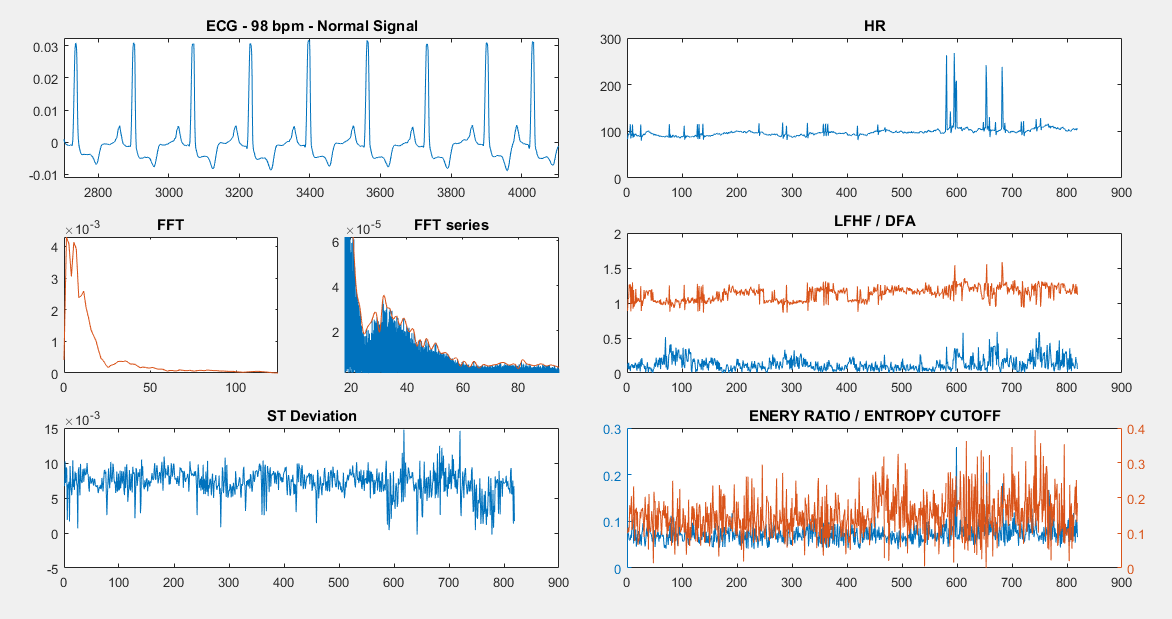 ECG - 98 bpm - Normal Signal
0.03
0.02
0.01
0
-0.01
2800 3000 3200 3400 3600 3800 4000
HR
300
200
100
0
0 100 200 300 400 500 600 700 800 900
FFT
×10-3
4
3
2
1
0
0 50 100
FFT series
×10-5
6
4
2
20 40 60 80
LFHF / DFA
2
1.5
1
0.5
0
0 100 200 300 400 500 600 700 800 900
ST Deviation
×10-3
15
10
5
0
-5
0 100 200 300 400 500 600 700 800 900
ENERY RATIO / ENTROPY CUTOFF
0.3
0.2
0.1
0
0.4
0.3
0.2
0.1
0
0 100 200 300 400 500 600 700 800 900